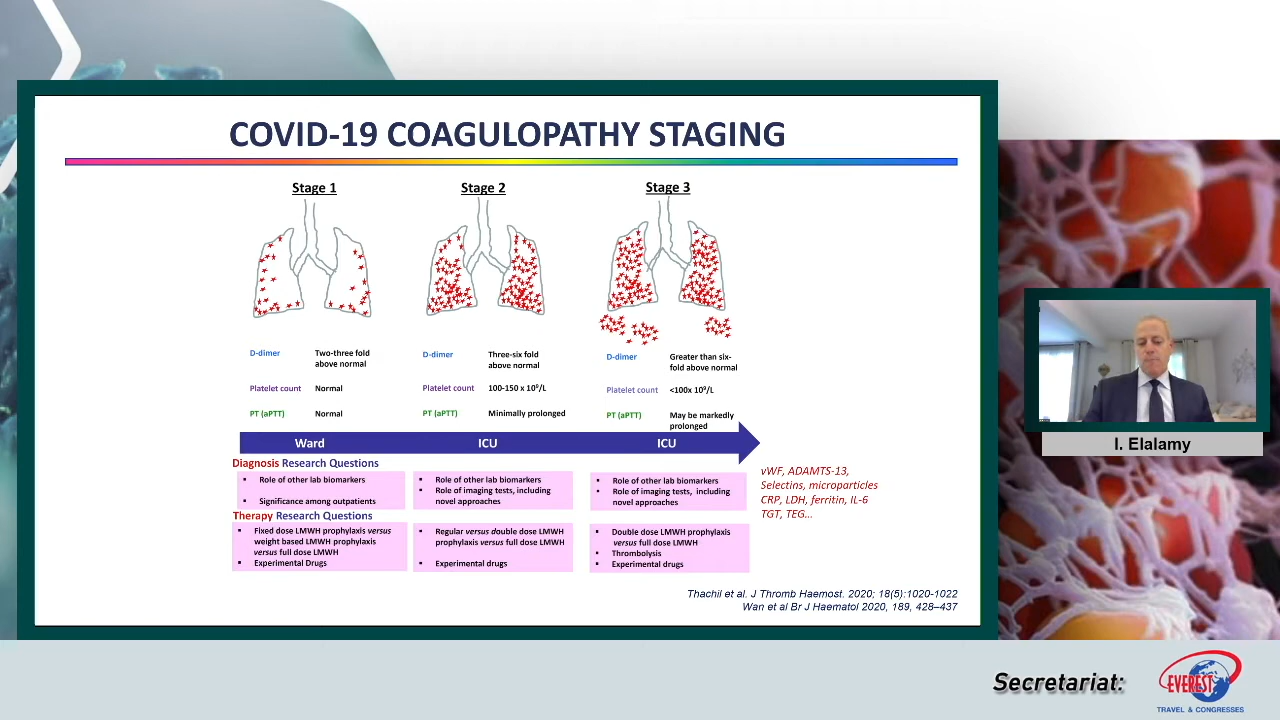 COVID-19 COAGULOPATHY STAGING
Stage 1
Stage 2
Stage 3
D-dimer
Two-three fold
above normal
Platelet count
Normal
PT (aPTT)
Normal
D-dimer
Three-six fold
above normal
Platelet count
100-150 x 10⁹/L
PT (aPTT)
Minimally prolonged
D-dimer
Greater than six-
fold above normal
Platelet count
<100x 10⁹/L
PT (aPTT)
May be markedly
prolonged
Ward
ICU
ICU
Diagnosis Research Questions
▪ Role of other lab biomarkers
▪ Significance among outpatients
▪ Role of other lab biomarkers
▪ Role of imaging tests, including
novel approaches
▪ Role of other lab biomarkers
▪ Role of imaging tests, including
novel approaches
vWF, ADAMTS-13,
Selectins, microparticles
CRP, LDH, ferritin, IL-6
TGT, TEG...
Therapy Research Questions
▪ Fixed dose LMWH prophylaxis versus
weight based LMWH prophylaxis
versus full dose LMWH
▪ Experimental Drugs
▪ Regular versus double dose LMWH
prophylaxis versus full dose LMWH
▪ Experimental drugs
▪ Double dose LMWH prophylaxis
versus full dose LMWH
▪ Thrombolysis
▪ Experimental drugs
Thachil et al. J Thromb Haemost. 2020; 18(5):1020-1022
Wan et al Br J Haematol 2020, 189, 428–437
I. Elalamy
Secretariat:
EVEREST
TRAVEL & CONGRESSES